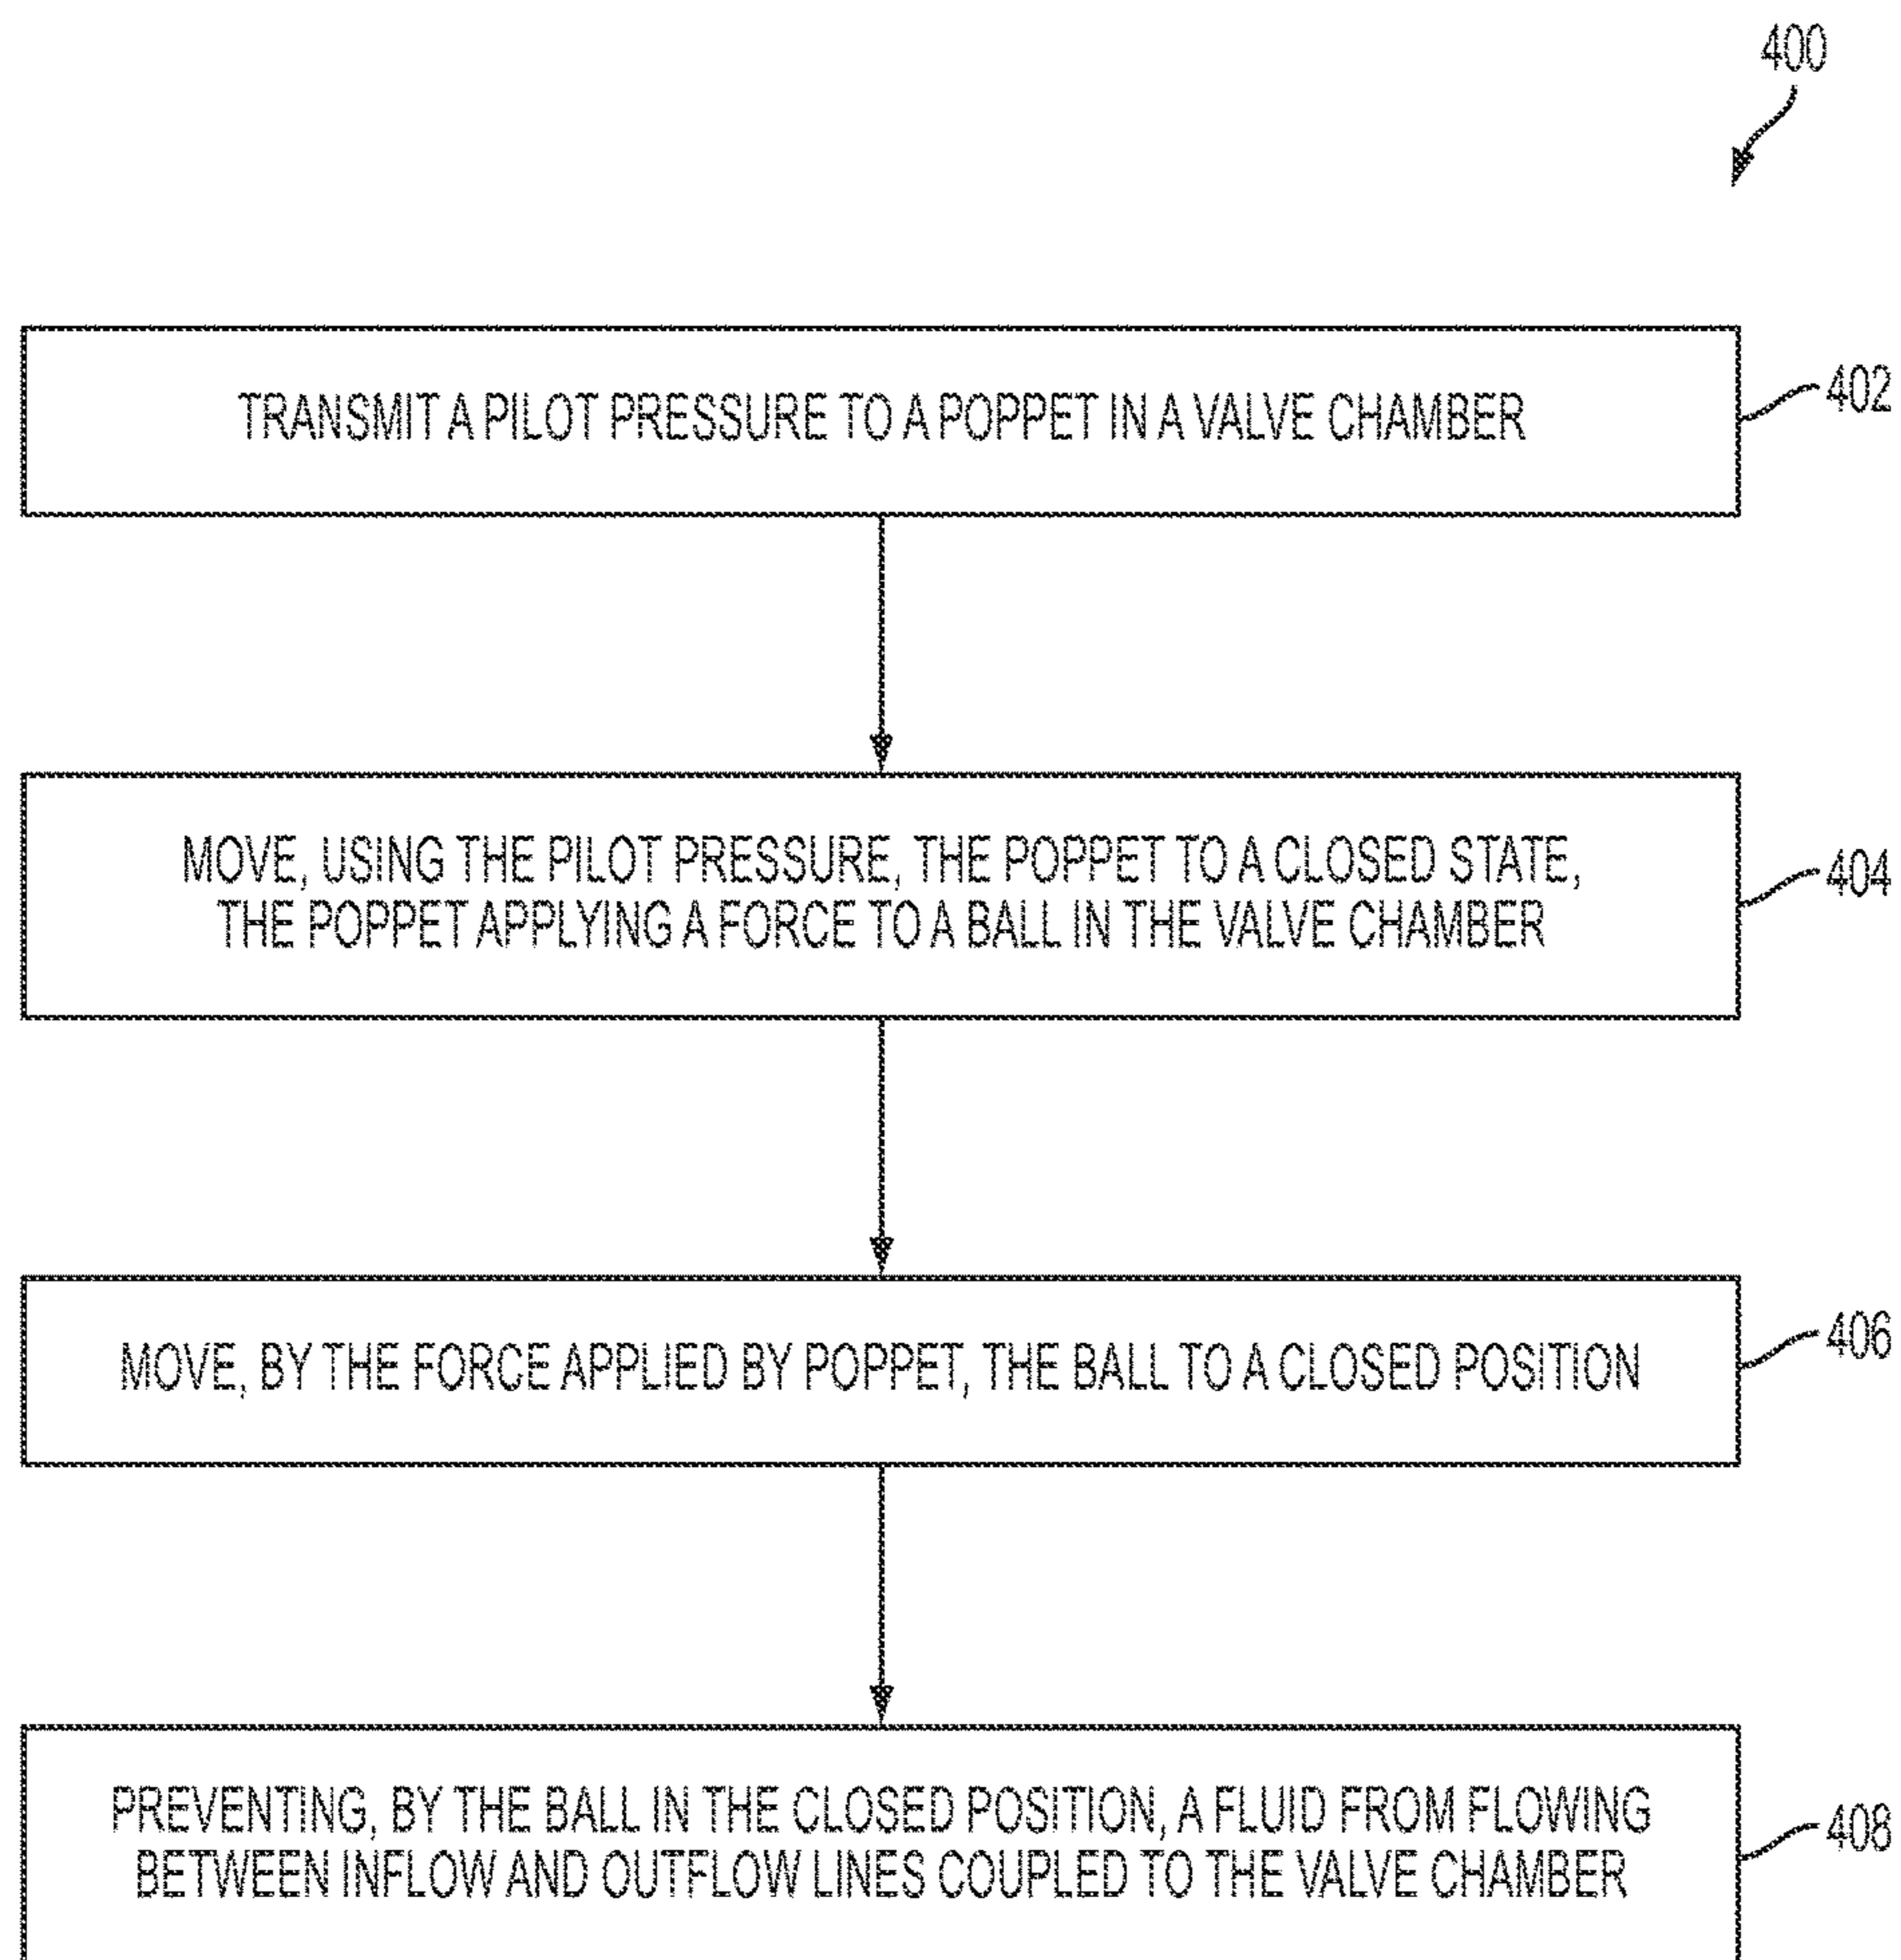 400
TRANSMIT A PILOT PRESSURE TO A POPPET IN A VALVE CHAMBER
402
MOVE, USING THE PILOT PRESSURE, THE POPPET TO A CLOSED STATE,
THE POPPET APPLYING A FORCE TO A BALL IN THE VALVE CHAMBER
404
MOVE, BY THE FORCE APPLIED BY POPPET, THE BALL TO A CLOSED POSITION
406
PREVENTING, BY THE BALL IN THE CLOSED POSITION, A FLUID FROM FLOWING
BETWEEN INFLOW AND OUTFLOW LINES COUPLED TO THE VALVE CHAMBER
408